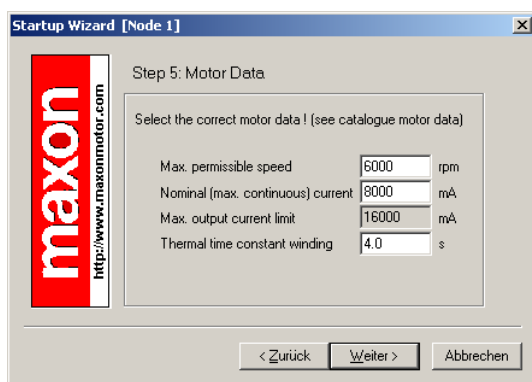 Startup Wizard [Node 1]
maxon
http://www.maxonmotor.com
Step 5: Motor Data
Select the correct motor data ! (see catalogue motor data)
Max. permissible speed 6000 rpm
Nominal (max. continuous) current 8000 mA
Max. output current limit 16000 mA
Thermal time constant winding 4.0 s
< Zurück Weiter > Abbrechen